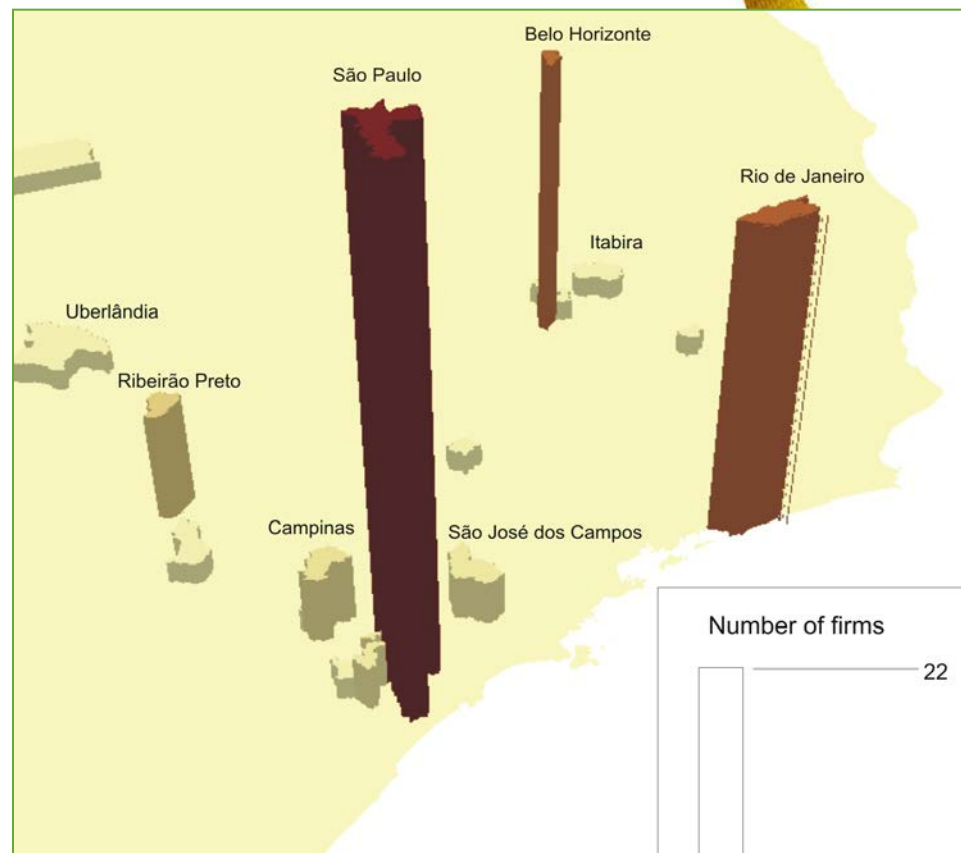 Belo Horizonte
São Paulo
Rio de Janeiro
Itabira
Uberlândia
Ribeirão Preto
Campinas
São José dos Campos
Number of firms
22